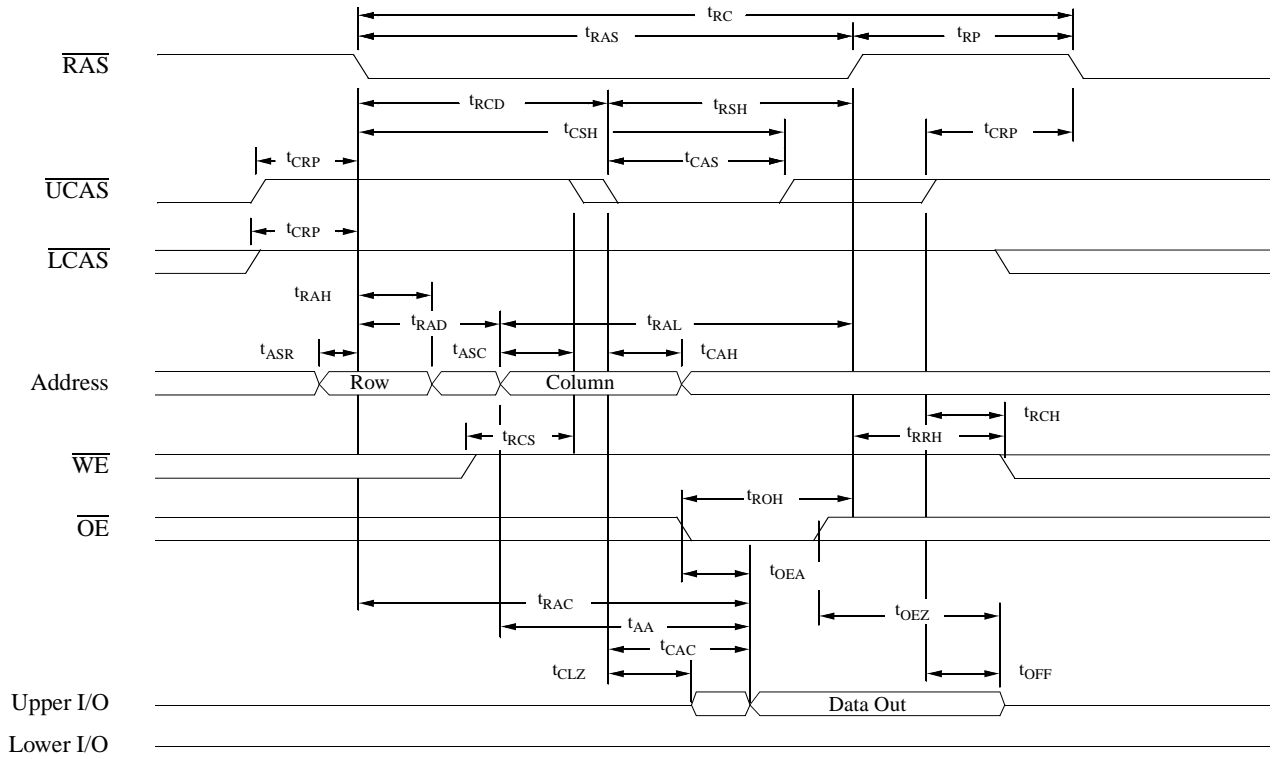 tRC
tRAS
tRP
RAS
tRCD
tRSH
tCSH
tCRP
tCRP
tCAS
UCAS
tCRP
LCAS
tRAH
tRAD
tRAL
tASR
tASC
tCAH
Address
Row
Column
tRCH
tRCS
tRRH
WE
tROH
OE
tOEA
tRAC
tOEZ
tAA
tCAC
tCLZ
tOFF
Upper I/O
Data Out
Lower I/O